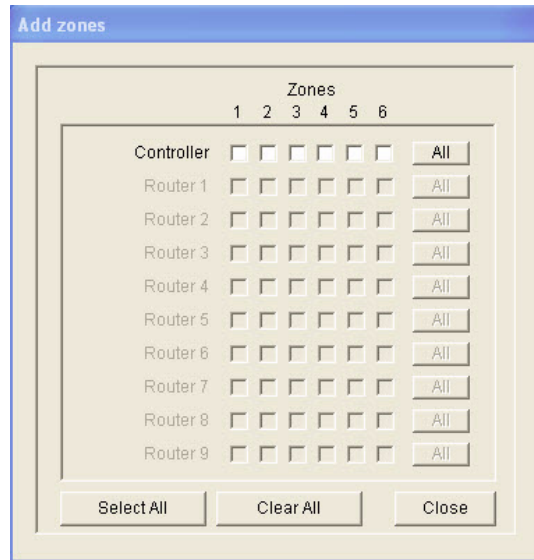 Add zones
Zones
1 2 3 4 5 6
Controller All
Router 1 All
Router 2 All
Router 3 All
Router 4 All
Router 5 All
Router 6 All
Router 7 All
Router 8 All
Router 9 All
Select All Clear All Close